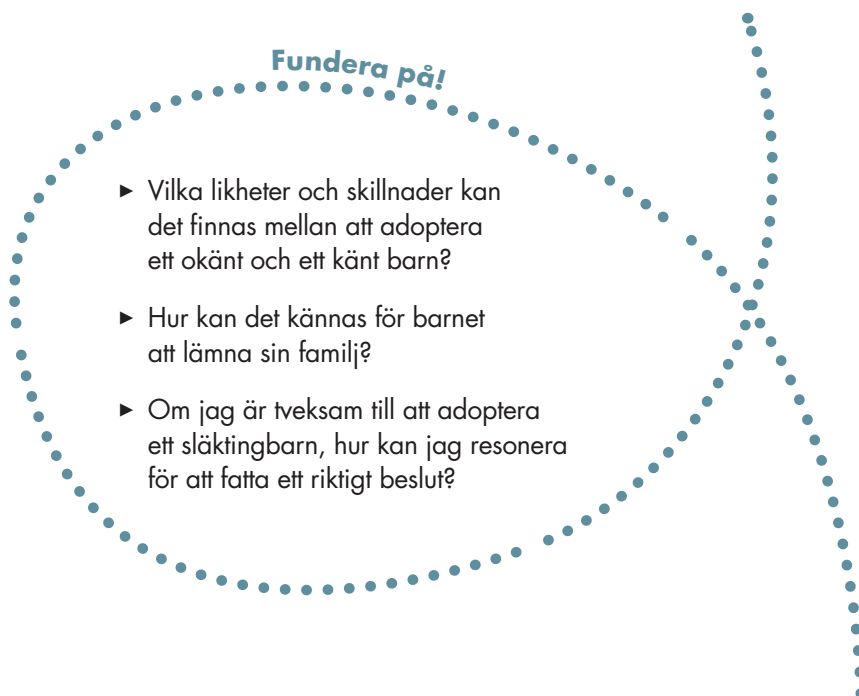 Fundera på!
► Vilka likheter och skillnader kan
det finnas mellan att adoptera
ett okänt och ett känt barn?
► Hur kan det kännas för barnet
att lämna sin familj?
► Om jag är tveksam till att adoptera
ett släktingbarn, hur kan jag resonera
för att fatta ett riktigt beslut?